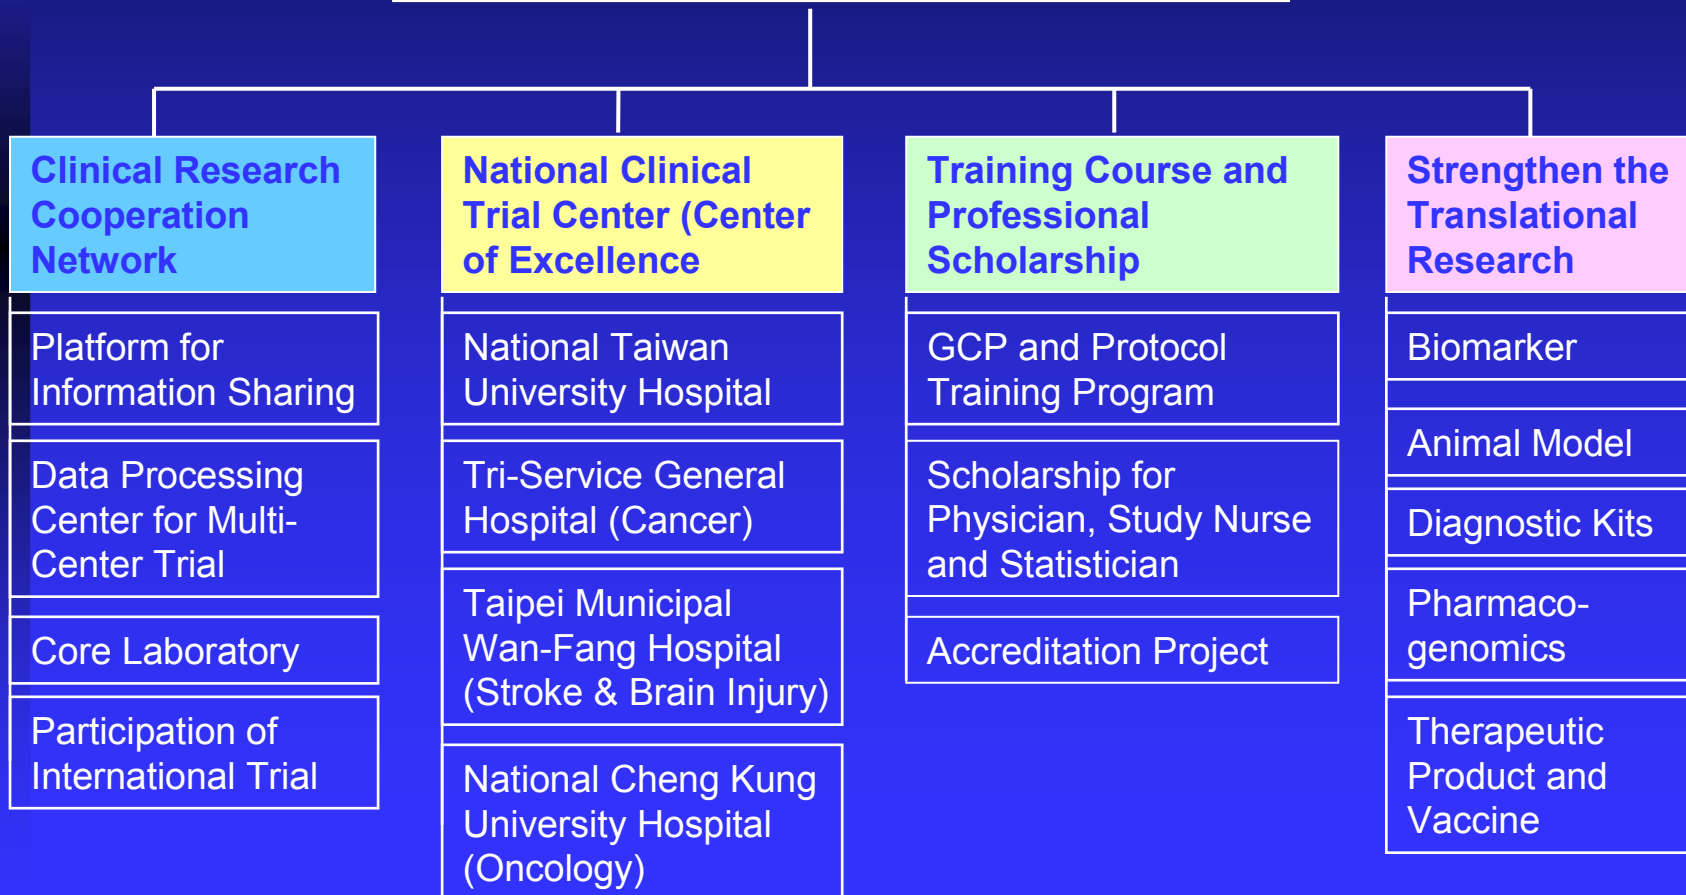 Clinical Research
Cooperation
Network
Platform for
Information Sharing
Data Processing
Center for Multi-
Center Trial
Core Laboratory
Participation of
International Trial
National Clinical
Trial Center (Center
of Excellence
National Taiwan
University Hospital
Tri-Service General
Hospital (Cancer)
Taipei Municipal
Wan-Fang Hospital
(Stroke & Brain Injury)
National Cheng Kung
University Hospital
(Oncology)
Training Course and
Professional
Scholarship
GCP and Protocol
Training Program
Scholarship for
Physician, Study Nurse
and Statistician
Accreditation Project
Strengthen the
Translational
Research
Biomarker
Animal Model
Diagnostic Kits
Pharmaco-
genomics
Therapeutic
Product and
Vaccine